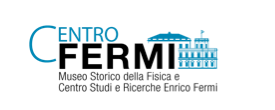 CENTRO
FERMI
Museo Storico della Fisica e
Centro Studi e Ricerche Enrico Fermi